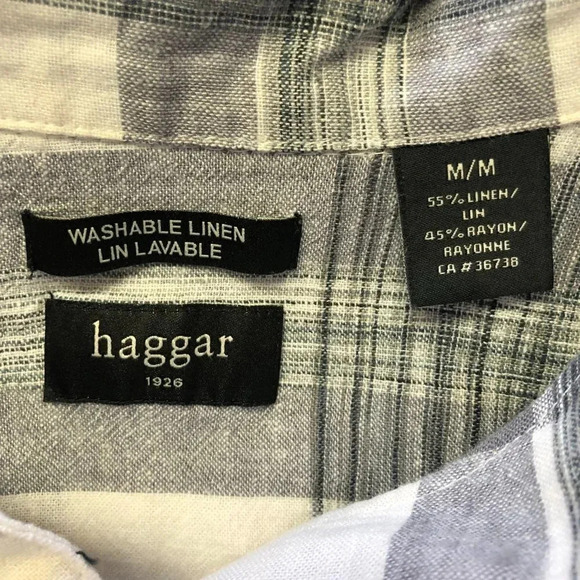 WASHABLE LINEN
LIN LAVABLE
haggar
1926
M/M
55% LINEN/
LIN
45% RAYON/
RAYONNE
CA # 36738